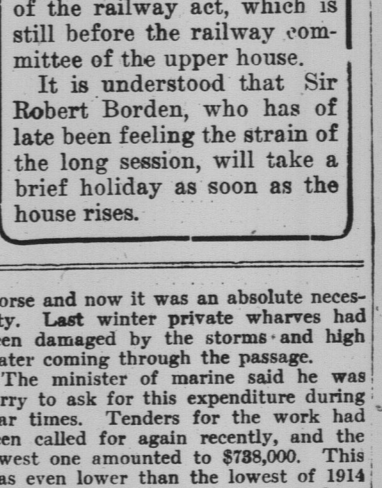 of the railway act, which is
still before the railway com-
mittee of the upper house.
It is understood that Sir
Robert Borden, who has of
late been feeling the strain of
the long session, will take a
brief holiday as soon as the
house rises.
orse and now it was an absolute neces-
ty. Last winter private wharves had
en damaged by the storms and high
ater coming through the passage.
The minister of marine said he was
rry to ask for this expenditure during
ar times. Tenders for the work had
en called for again recently, and the
west one amounted to $738,000. This
as even lower than the lowest of 1914